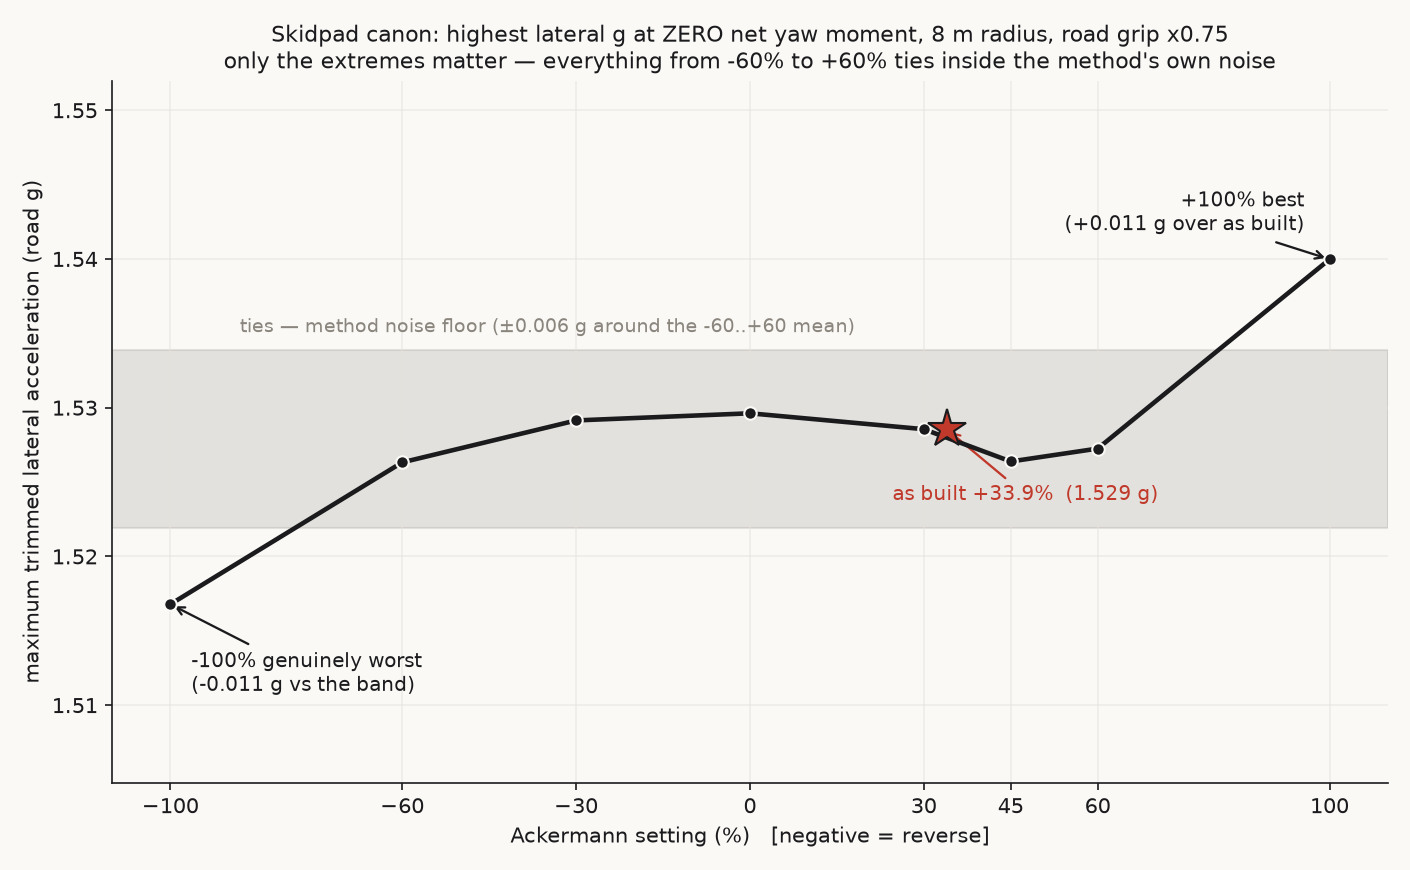 Skidpad canon: highest lateral g at ZERO net yaw moment, 8 m radius, road grip x0.75
only the extremes matter — everything from -60% to +60% ties inside the method's own noise
maximum trimmed lateral acceleration (road g)
1.55
1.54
1.53
1.52
1.51
+100% best
(+0.011 g over as built)
ties — method noise floor (±0.006 g around the -60..+60 mean)
as built +33.9%  (1.529 g)
-100% genuinely worst
(-0.011 g vs the band)
−100
−60
−30
0
30
45
60
100
Ackermann setting (%)   [negative = reverse]